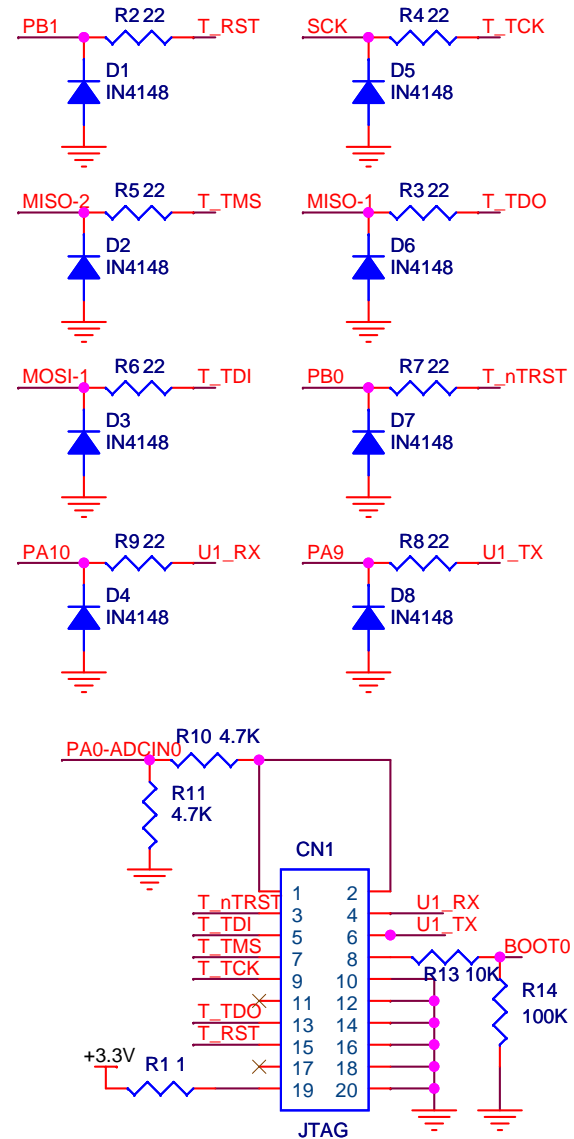 PB1 R2 22 T_RST
D1
IN4148
SCK R4 22 T_TCK
D5
IN4148
MISO-2 R5 22 T_TMS
D2
IN4148
MISO-1 R3 22 T_TDO
D6
IN4148
MOSI-1 R6 22 T_TDI
D3
IN4148
PB0 R7 22 T_nTRST
D7
IN4148
PA10 R9 22 U1_RX
D4
IN4148
PA9 R8 22 U1_TX
D8
IN4148
PA0-ADCIN0 R10 4.7K
R11
4.7K
CN1
1 2
T_nTRST 3 4 U1_RX
T_TDI 5 6 U1_TX
T_TMS 7 8 BOOT0
R13 10K
T_TCK 9 10
R14
100K
11 12
T_TDO 13 14
T_RST 15 16
17 18
+3.3V R1 1 19 20
JTAG